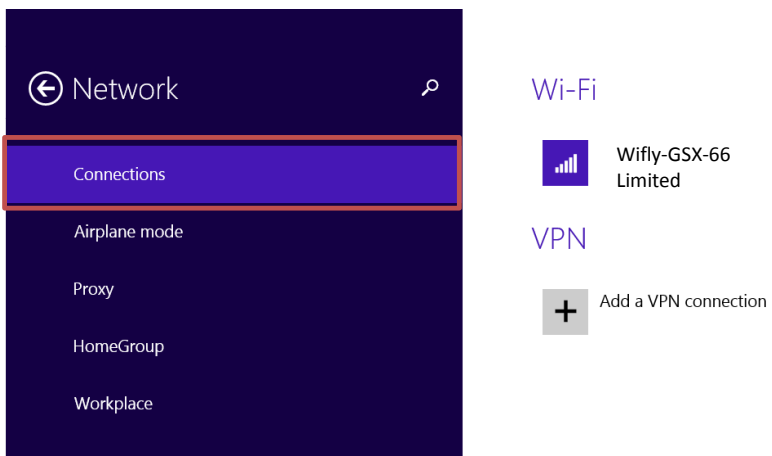 Network
Connections
Airplane mode
Proxy
HomeGroup
Workplace
Wi-Fi
Wifly-GSX-66
Limited
VPN
Add a VPN connection